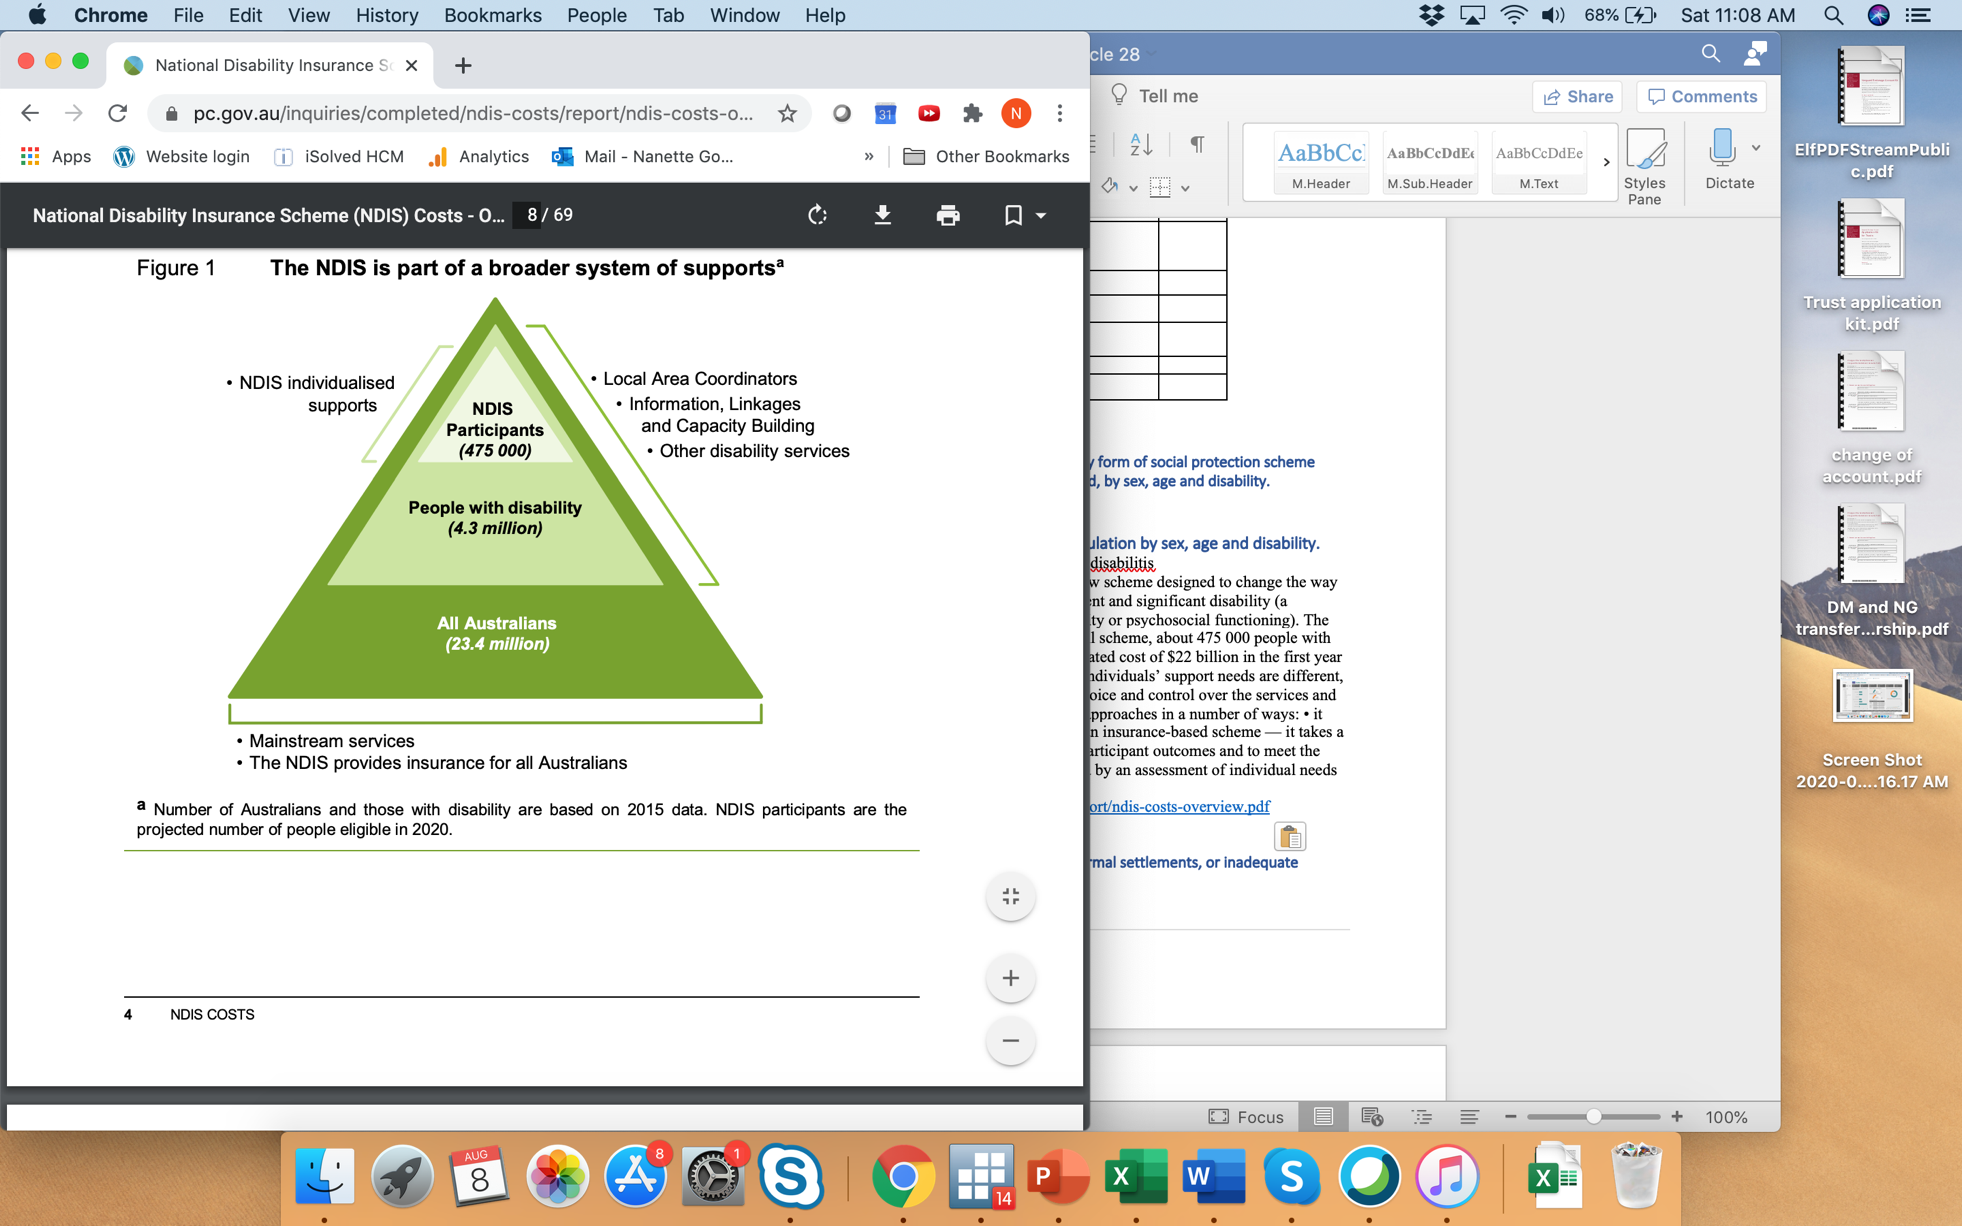 Chrome File Edit View History Bookmarks People Tab Window Help
68% Sat 11:08 AM
National Disability Insurance Sc
pc.gov.au/inquiries/completed/ndis-costs/report/ndis-costs-o...
31
N
Apps Website login iSolved HCM Analytics Mail - Nanette Go... » Other Bookmarks
National Disability Insurance Scheme (NDIS) Costs - O... 8 / 69
Figure 1 The NDIS is part of a broader system of supportsa
• NDIS individualised
supports
• Local Area Coordinators
• Information, Linkages
and Capacity Building
• Other disability services
NDIS
Participants
(475 000)
People with disability
(4.3 million)
All Australians
(23.4 million)
• Mainstream services
• The NDIS provides insurance for all Australians
a Number of Australians and those with disability are based on 2015 data. NDIS participants are the
projected number of people eligible in 2020.
4 NDIS COSTS
cle 28
Tell me
Share Comments
AaBbCc AaBbCcDdEe AaBbCcDdEe
M.Header M.Sub.Header M.Text
Styles
Pane
Dictate
y form of social protection scheme
d, by sex, age and disability.
ulation by sex, age and disability.
disabilitis
w scheme designed to change the way
ent and significant disability (a
ity or psychosocial functioning). The
l scheme, about 475 000 people with
ated cost of $22 billion in the first year
ndividuals’ support needs are different,
oice and control over the services and
pproaches in a number of ways: • it
n insurance-based scheme — it takes a
articipant outcomes and to meet the
by an assessment of individual needs
ort/ndis-costs-overview.pdf
rmal settlements, or inadequate
Focus 100%
ElfPDFStreamPubli
c.pdf
Trust application
kit.pdf
change of
account.pdf
DM and NG
transfer...rship.pdf
Screen Shot
2020-0....16.17 AM
AUG
8
8
1
S
14
P
X
W
S
X